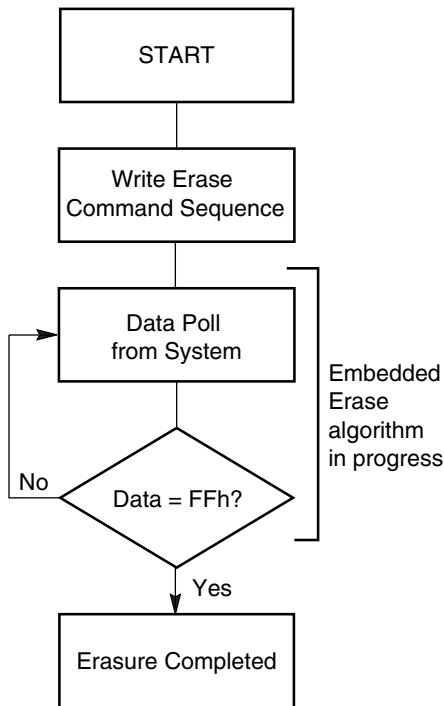 START
Write Erase
Command Sequence
Data Poll
from System
Embedded
Erase
algorithm
in progress
No
Data = FFh?
Yes
Erasure Completed